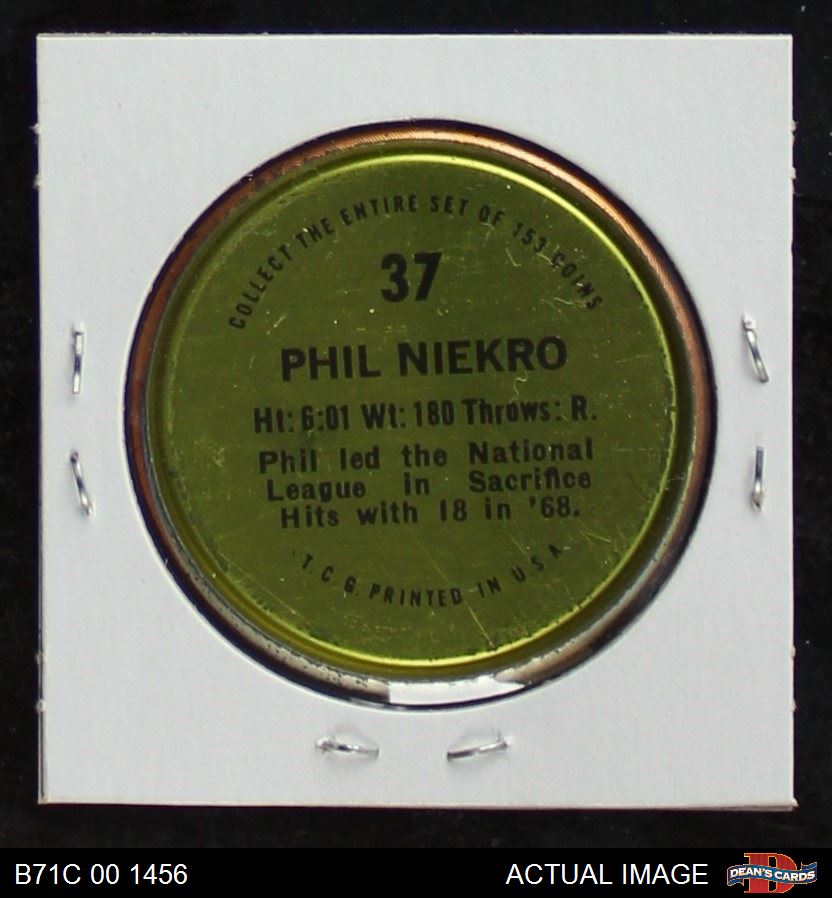 COLLECT THE ENTIRE SET OF 153 COINS
37
PHIL NIEKRO
Ht: 6:01 Wt: 180 Throws: R.
Phil led the National
League in Sacrifice
Hits with 18 in '68.
T. C. G. PRINTED IN U.S.A.
B71C 00 1456
ACTUAL IMAGE
D
DEAN'S CARDS